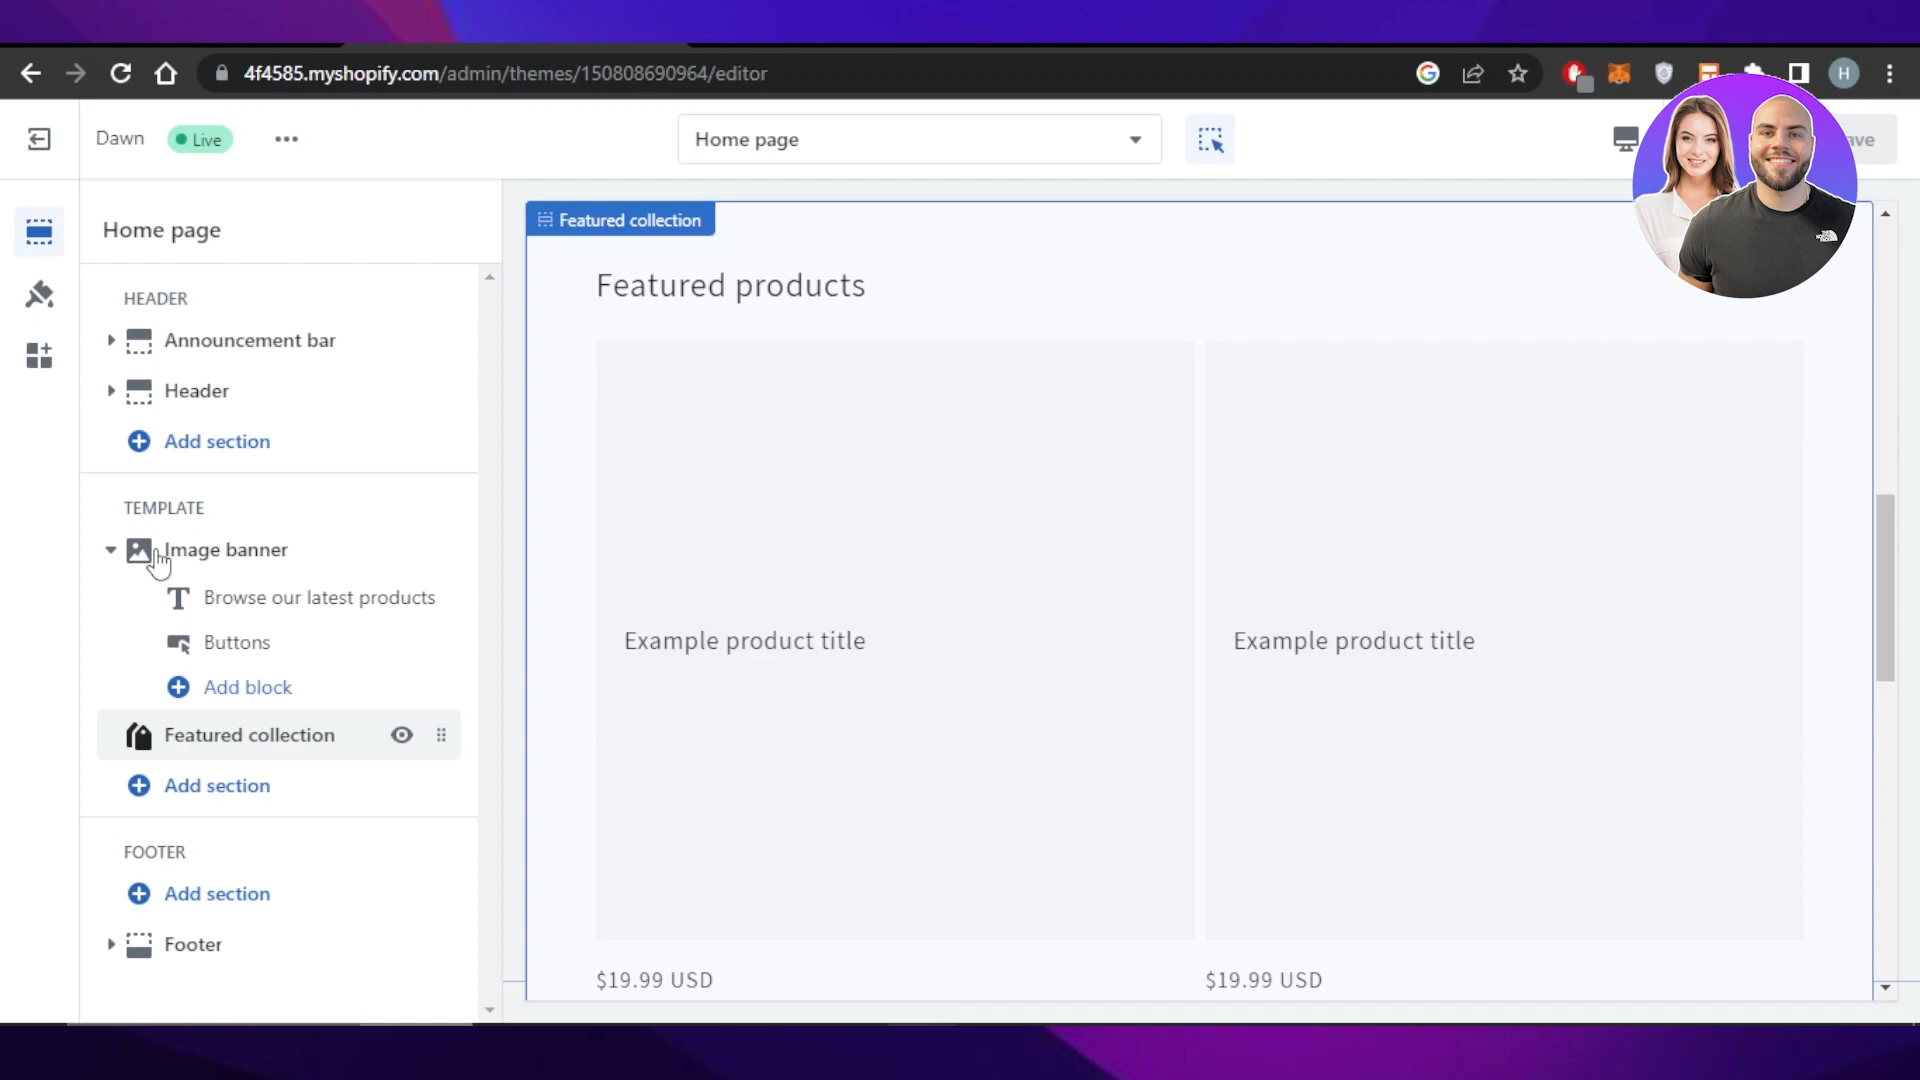 4f4585.myshopify.com/admin/themes/150808690964/editor
H
Dawn
Live
Home page
ave
Home page
HEADER
Announcement bar
Header
Add section
TEMPLATE
Image banner
Browse our latest products
Buttons
Add block
Featured collection
Add section
FOOTER
Add section
Footer
Featured collection
Featured products
Example product title
Example product title
$19.99 USD
$19.99 USD